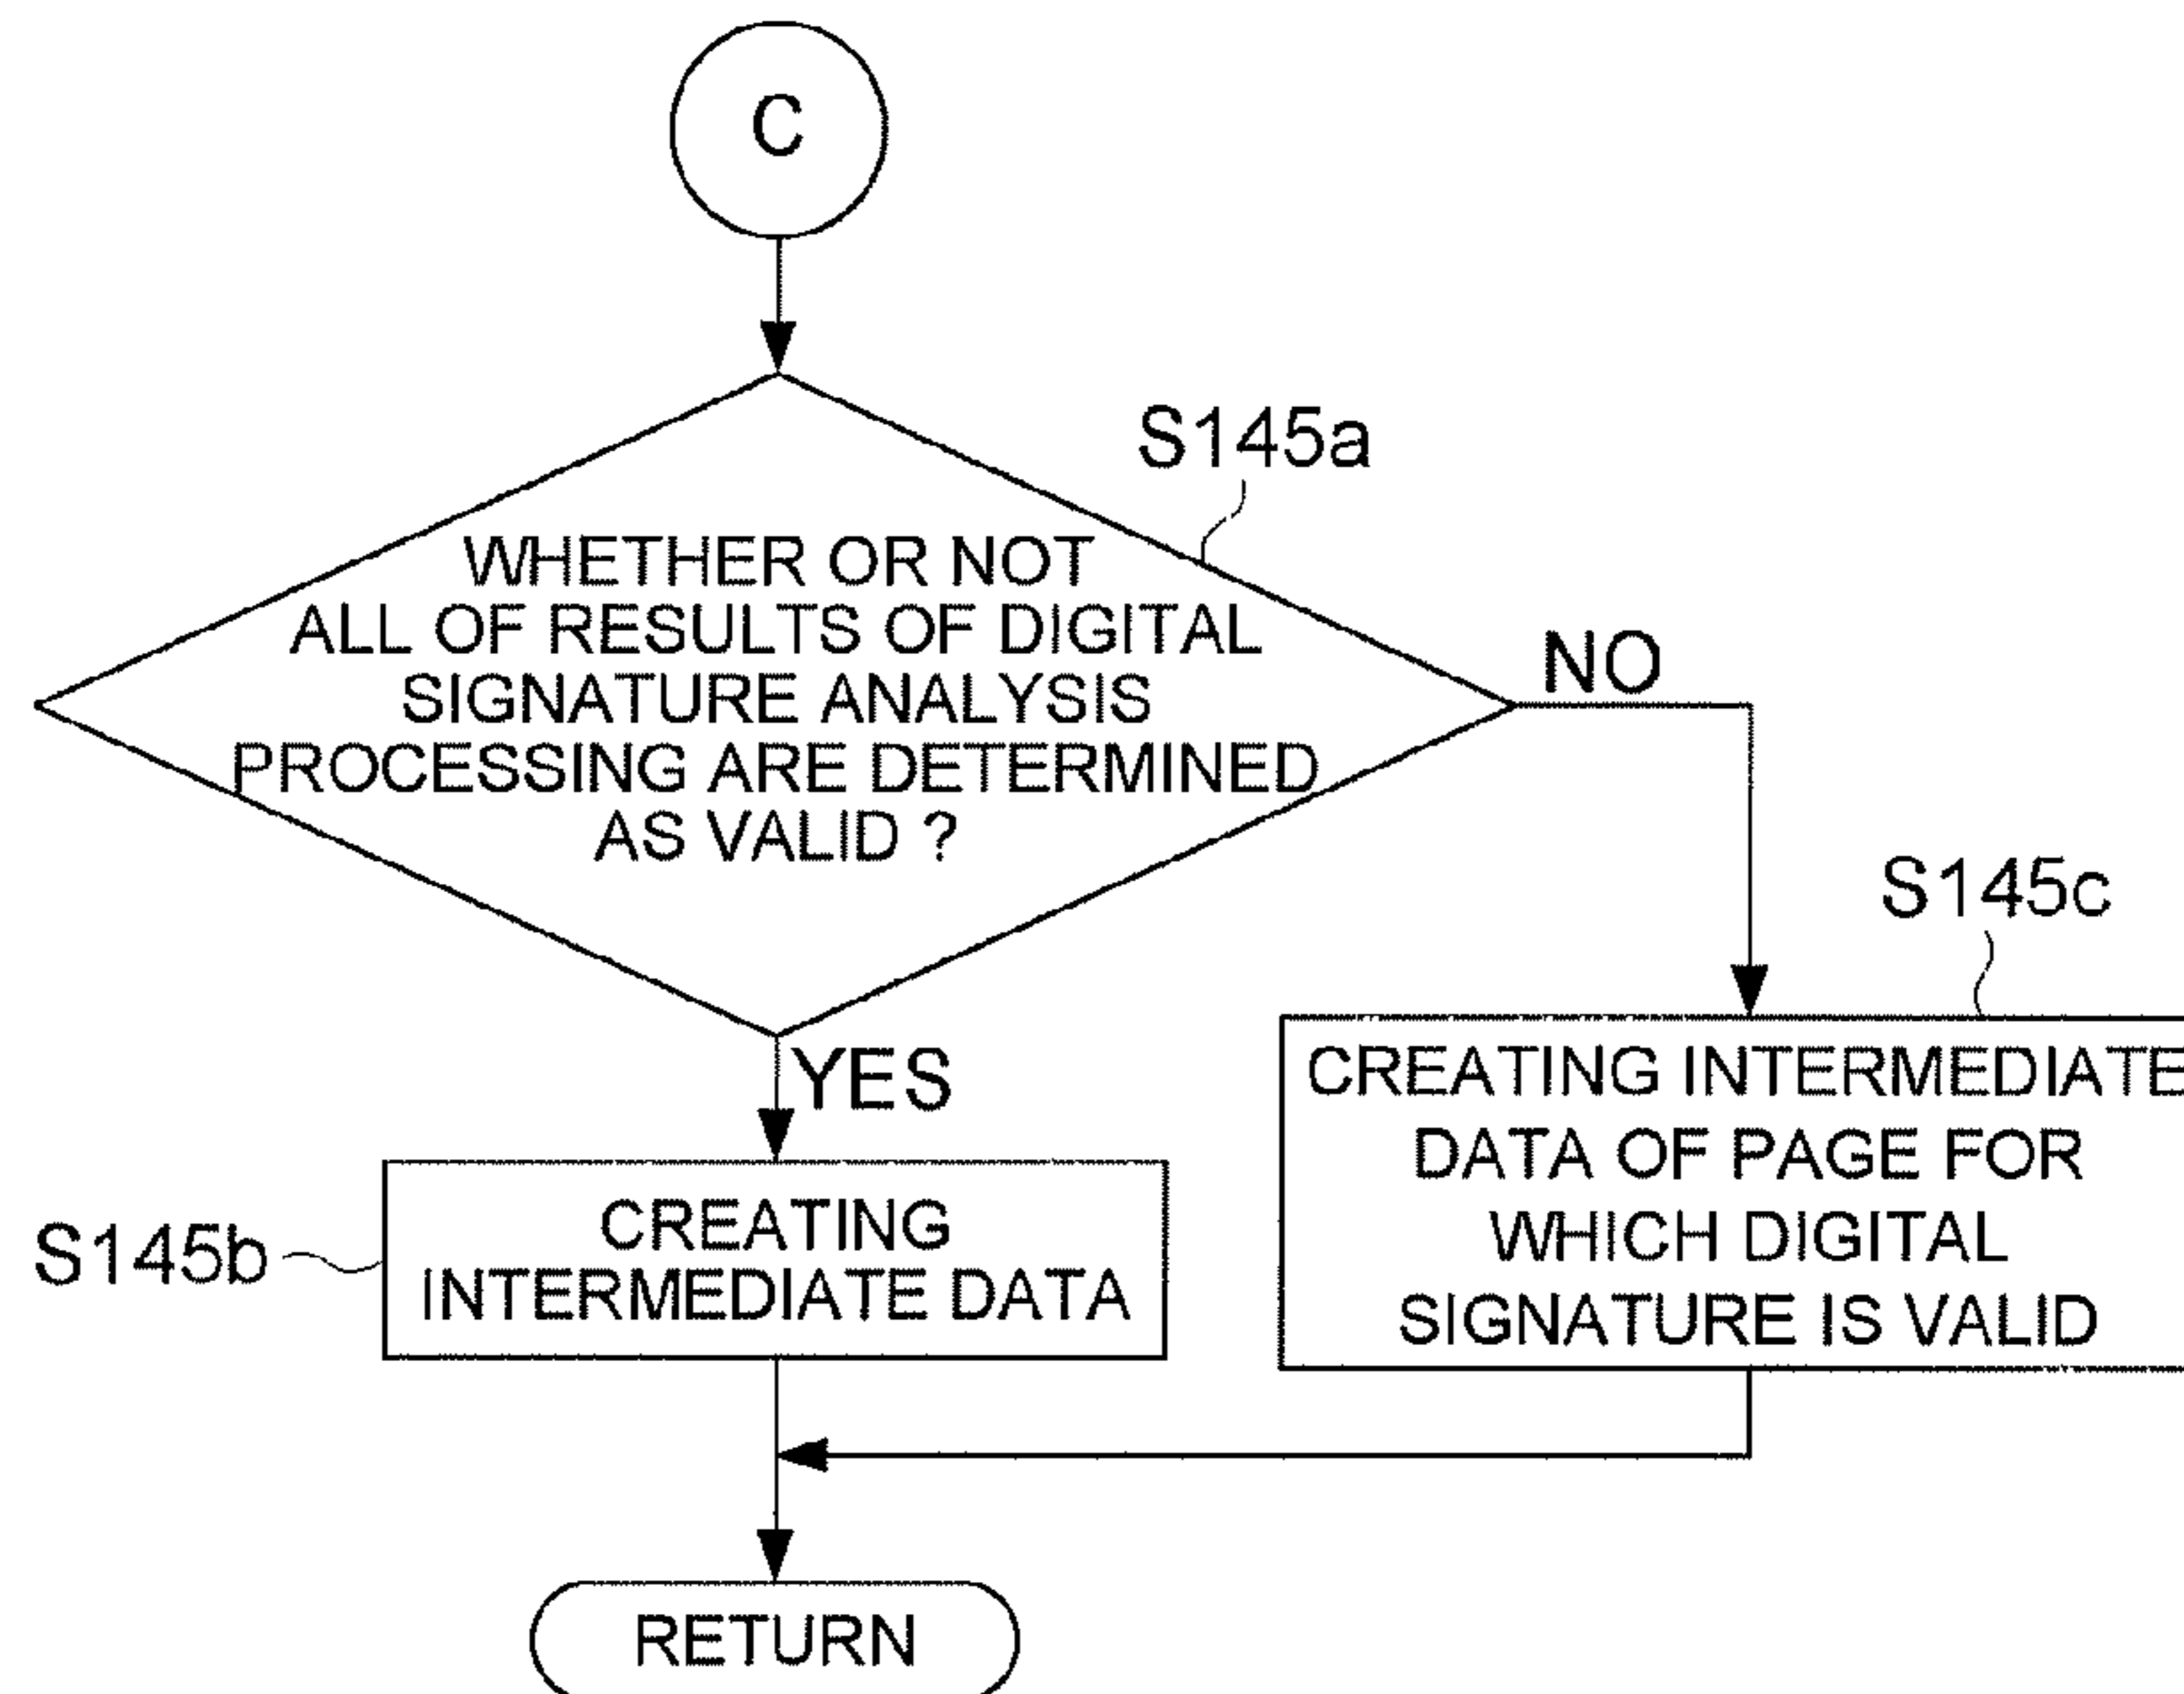 C
S145a
WHETHER OR NOT
ALL OF RESULTS OF DIGITAL
SIGNATURE ANALYSIS
PROCESSING ARE DETERMINED
AS VALID ?
NO
YES
S145c
CREATING INTERMEDIATE
DATA OF PAGE FOR
WHICH DIGITAL
SIGNATURE IS VALID
S145b
CREATING
INTERMEDIATE DATA
RETURN